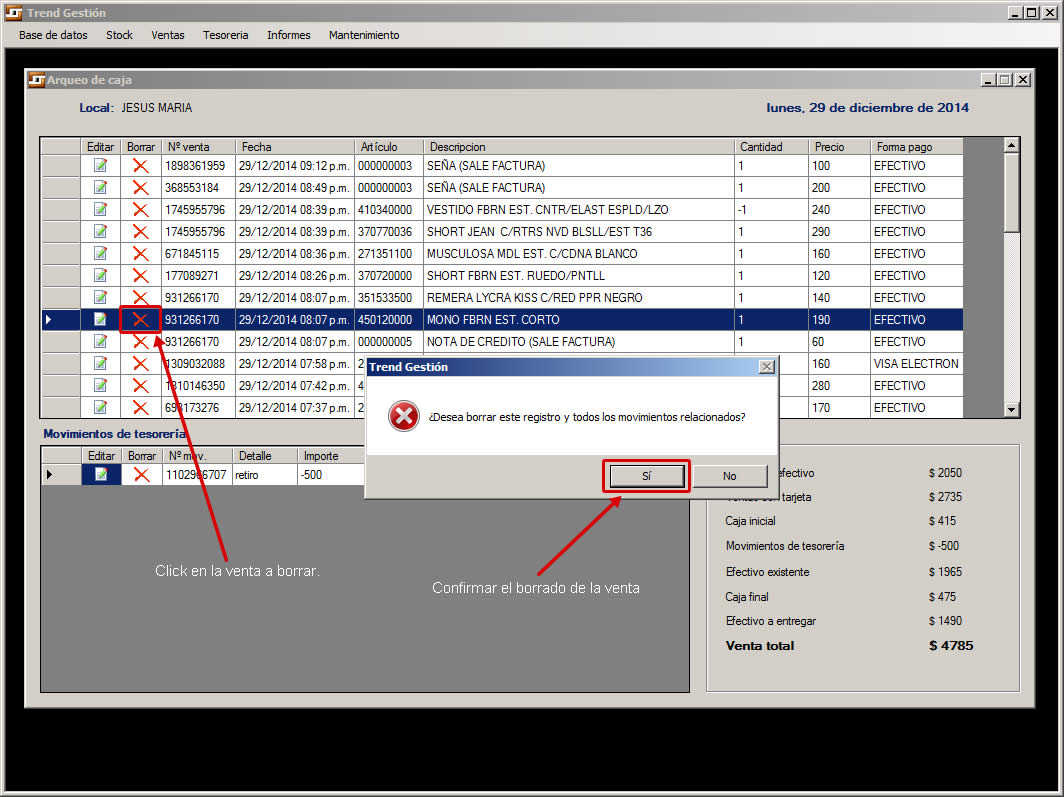 Trend Gestión
Base de datos Stock Ventas Tesoreria Informes Mantenimiento
Arqueo de caja
Local: JESUS MARIA lunes, 29 de diciembre de 2014
Editar Borrar Nº venta Fecha Artículo Descripcion Cantidad Precio Forma pago
1898361959 29/12/2014 09:12 p.m. 000000003 SEÑA (SALE FACTURA) 1 100 EFECTIVO
368553184 29/12/2014 08:49 p.m. 000000003 SEÑA (SALE FACTURA) 1 200 EFECTIVO
1745955796 29/12/2014 08:39 p.m. 410340000 VESTIDO FBRN EST. CNTR/ELAST ESPLD/LZO -1 240 EFECTIVO
1745955796 29/12/2014 08:39 p.m. 370770036 SHORT JEAN C/RTRS NVD BLSLL/EST T36 1 290 EFECTIVO
671845115 29/12/2014 08:36 p.m. 271351100 MUSCULOSA MDL EST. C/CDNA BLANCO 1 160 EFECTIVO
177089271 29/12/2014 08:26 p.m. 370720000 SHORT FBRN EST. RUEDO/PNTLL 1 120 EFECTIVO
931266170 29/12/2014 08:07 p.m. 351533500 REMERA LYCRA KISS C/RED PPR NEGRO 1 140 EFECTIVO
931266170 29/12/2014 08:07 p.m. 450120000 MONO FBRN EST. CORTO 1 190 EFECTIVO
931266170 29/12/2014 08:07 p.m. 000000005 NOTA DE CREDITO (SALE FACTURA) 1 60 EFECTIVO
1309032088 29/12/2014 07:58 p.m. 2 160 VISA ELECTRON
1810146350 29/12/2014 07:42 p.m. 4 280 EFECTIVO
698173276 29/12/2014 07:37 p.m. 2 170 EFECTIVO
Trend Gestión
¿Desea borrar este registro y todos los movimientos relacionados?
Sí No
Movimientos de tesorería
Editar Borrar Nº mov. Detalle Importe
1102966707 retiro -500
efectivo $ 2050
tarjeta $ 2735
Caja inicial $ 415
Movimientos de tesorería $ -500
Efectivo existente $ 1965
Caja final $ 475
Efectivo a entregar $ 1490
Venta total $ 4785
Click en la venta a borrar.
Confirmar el borrado de la venta